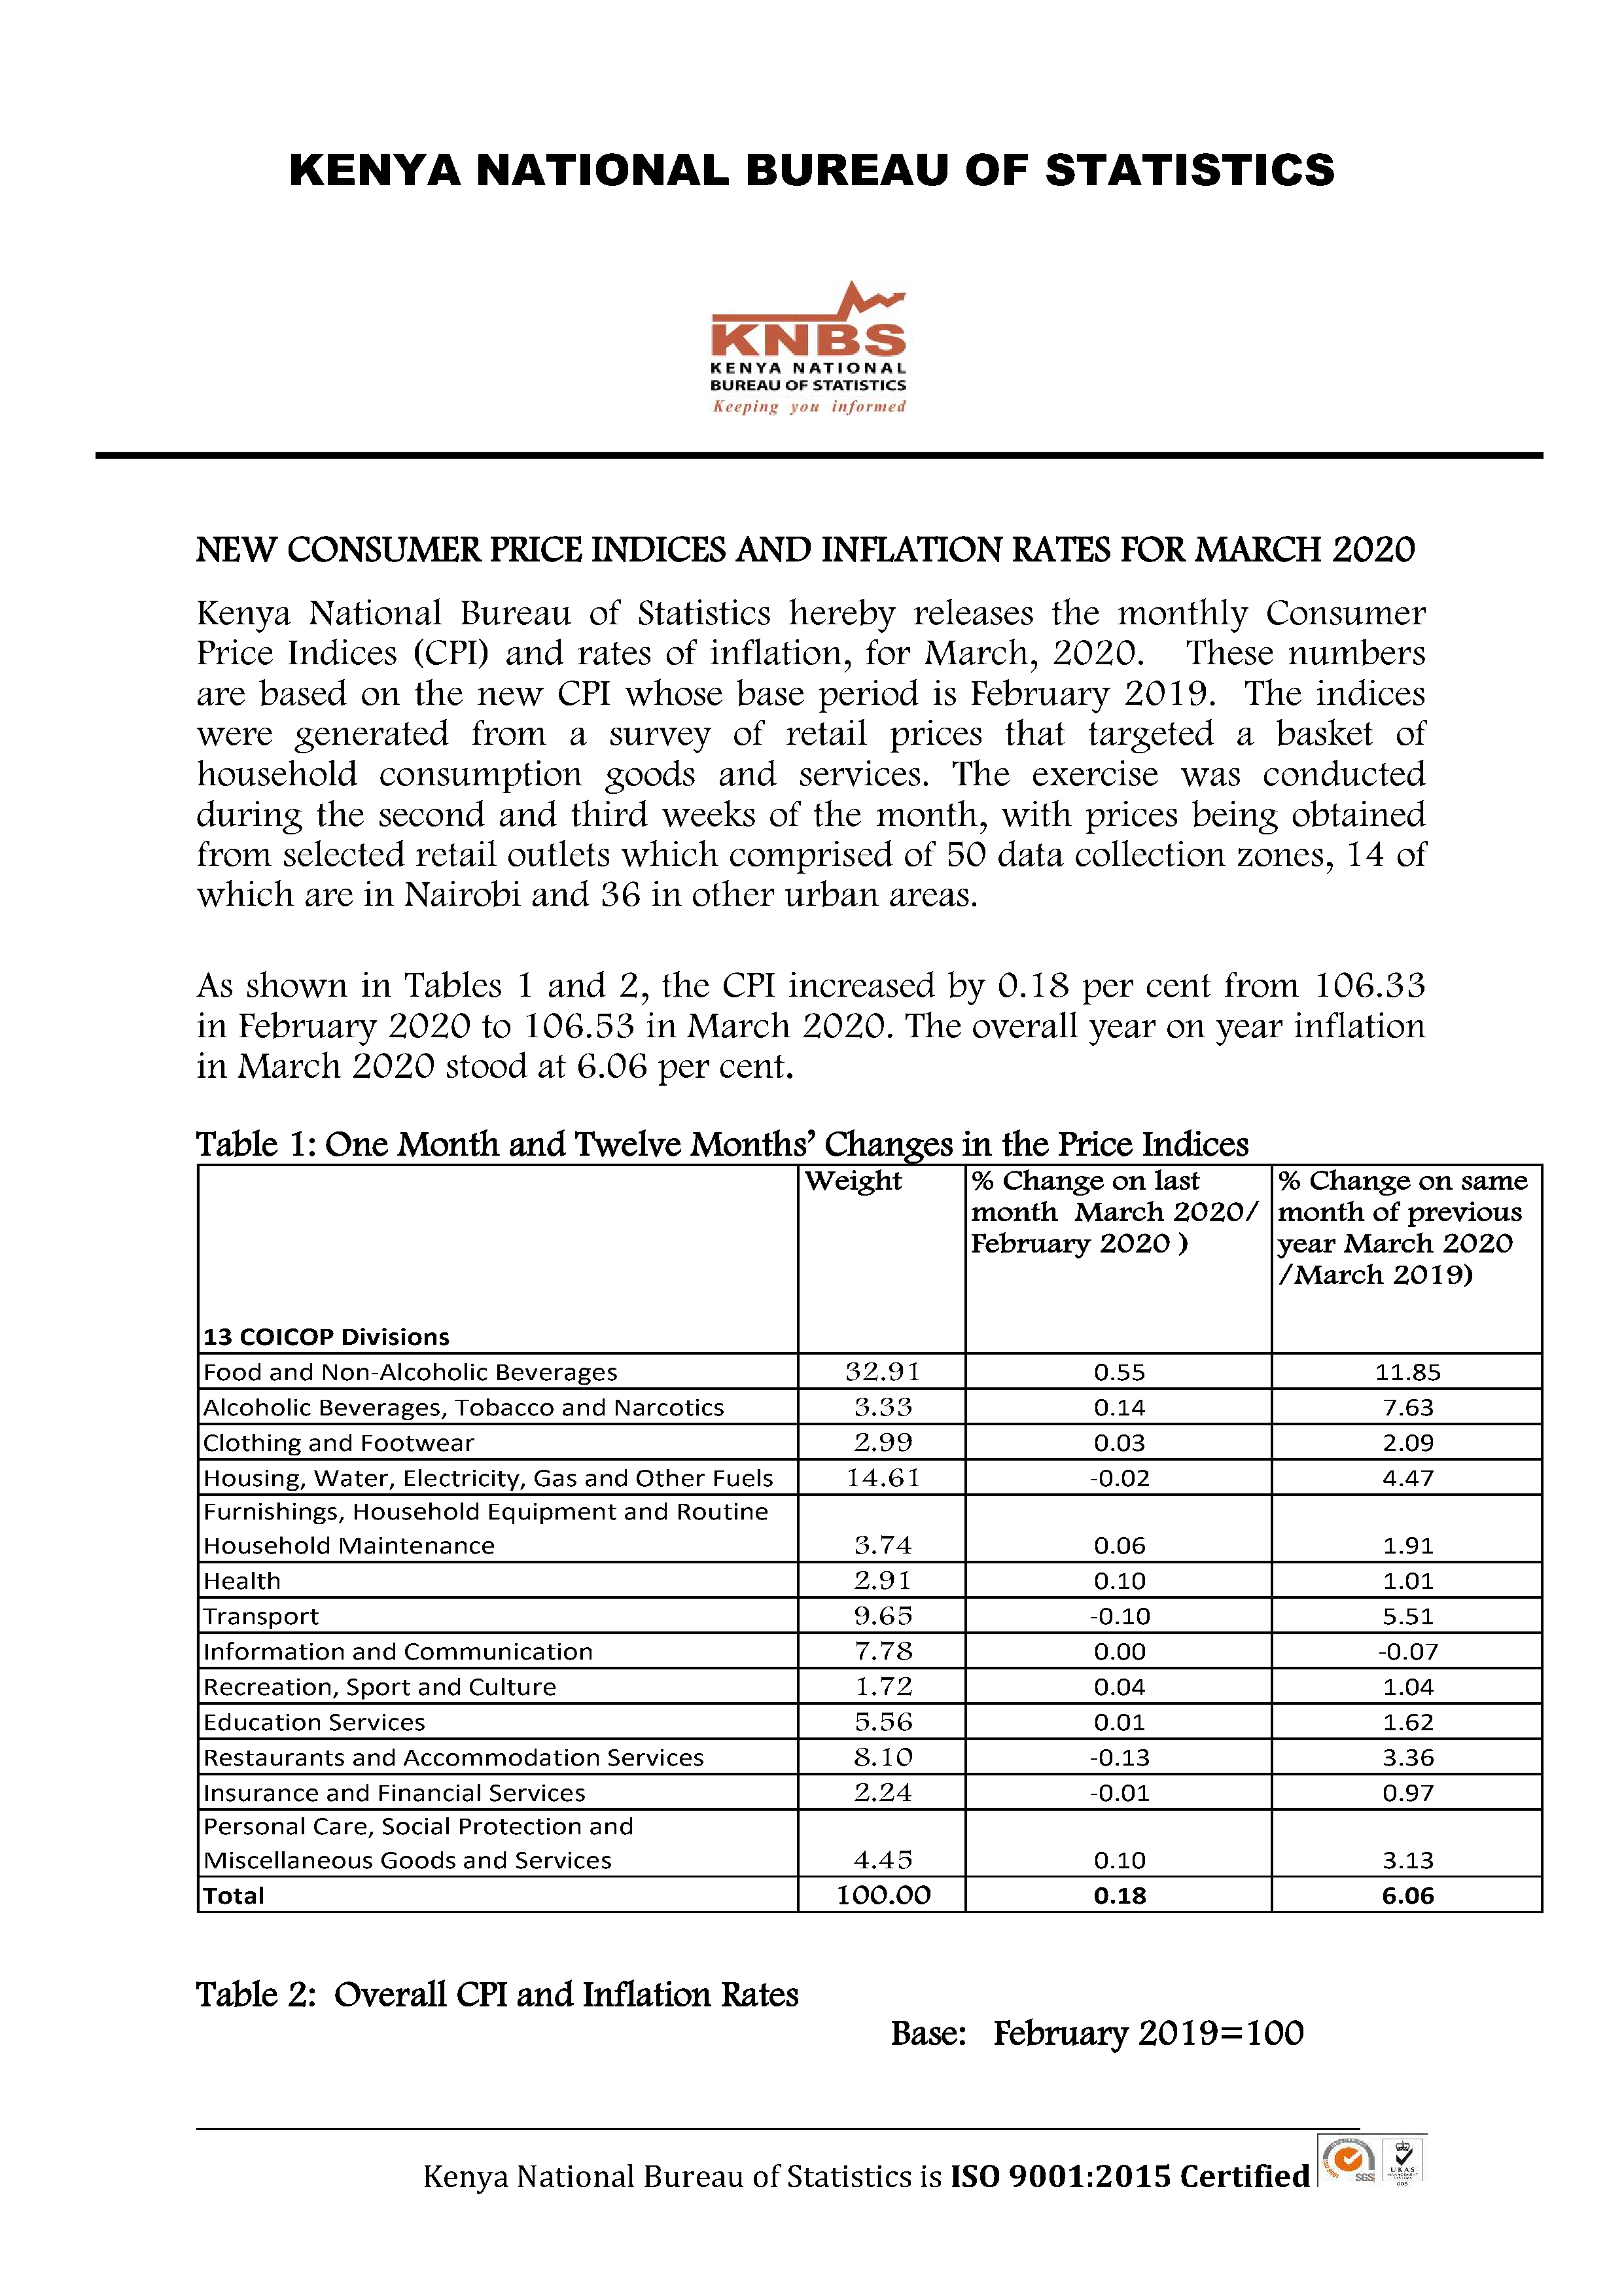 KENYA NATIONAL BUREAU OF STATISTICS
KNBS
KENYA NATIONAL
BUREAU OF STATISTICS
Keeping you informed
NEW CONSUMER PRICE INDICES AND INFLATION RATES FOR MARCH 2020
Kenya National Bureau of Statistics hereby releases the monthly Consumer
Price Indices (CPI) and rates of inflation, for March, 2020. These numbers
are based on the new CPI whose base period is February 2019. The indices
were generated from a survey of retail prices that targeted a basket of
household consumption goods and services. The exercise was conducted
during the second and third weeks of the month, with prices being obtained
from selected retail outlets which comprised of 50 data collection zones, 14 of
which are in Nairobi and 36 in other urban areas.
As shown in Tables 1 and 2, the CPI increased by 0.18 per cent from 106.33
in February 2020 to 106.53 in March 2020. The overall year on year inflation
in March 2020 stood at 6.06 per cent.
Table 1: One Month and Twelve Months’ Changes in the Price Indices
Weight % Change on last % Change on same
month March 2020/ month of previous
February 2020 ) year March 2020
/March 2019)
13 COICOP Divisions
Food and Non-Alcoholic Beverages 32.91 0.55 11.85
Alcoholic Beverages, Tobacco and Narcotics 3.33 0.14 7.63
Clothing and Footwear 2.99 0.03 2.09
Housing, Water, Electricity, Gas and Other Fuels 14.61 -0.02 4.47
Furnishings, Household Equipment and Routine
Household Maintenance 3.74 0.06 1.91
Health 2.91 0.10 1.01
Transport 9.65 -0.10 5.51
Information and Communication 7.78 0.00 -0.07
Recreation, Sport and Culture 1.72 0.04 1.04
Education Services 5.56 0.01 1.62
Restaurants and Accommodation Services 8.10 -0.13 3.36
Insurance and Financial Services 2.24 -0.01 0.97
Personal Care, Social Protection and
Miscellaneous Goods and Services 4.45 0.10 3.13
Total 100.00 0.18 6.06
Table 2: Overall CPI and Inflation Rates
Base: February 2019=100
Kenya National Bureau of Statistics is ISO 9001:2015 Certified
SGS
UKAS